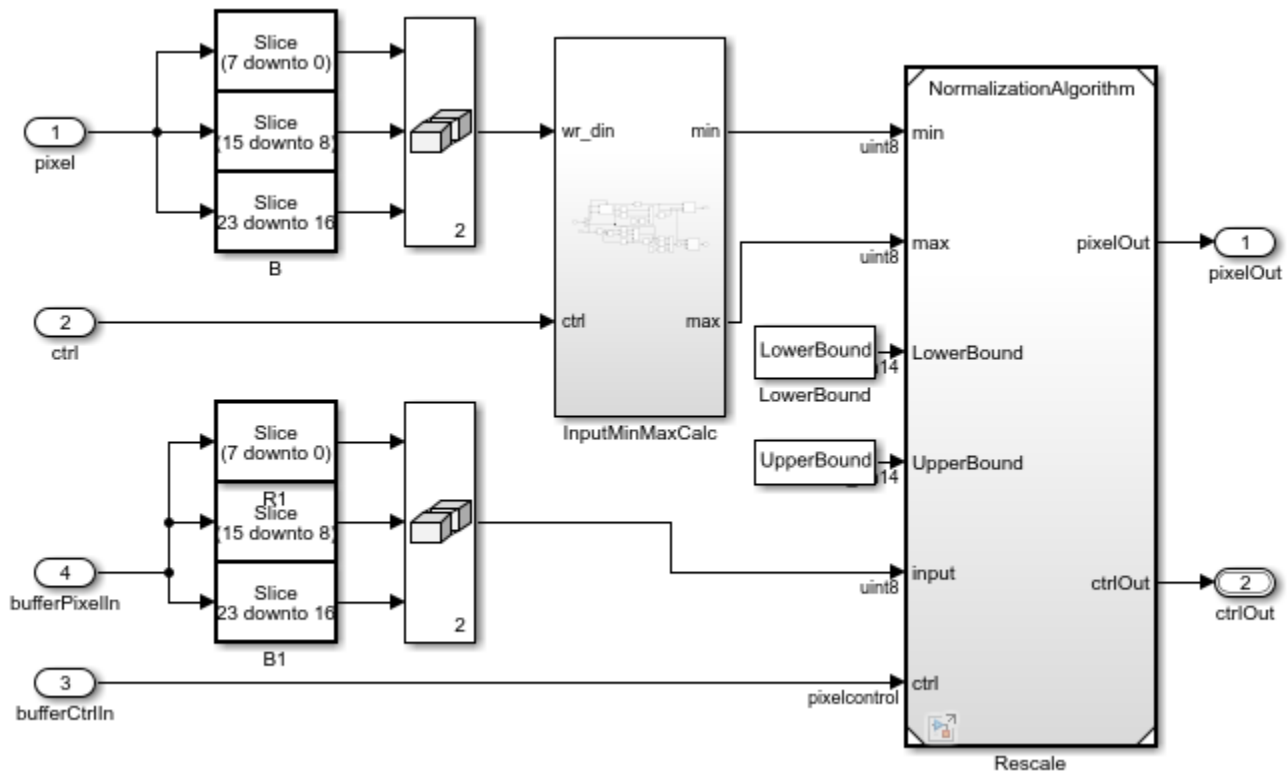 1
pixel
Slice
(7 downto 0)
Slice
(15 downto 8)
Slice
23 downto 16
B
2
2
ctrl
wr_din
min
ctrl
max
InputMinMaxCalc
NormalizationAlgorithm
uint8
min
uint8
max
pixelOut
1
pixelOut
LowerBound
14
LowerBound
LowerBound
UpperBound
14
UpperBound
Slice
(7 downto 0)
R1
Slice
(15 downto 8)
Slice
23 downto 16
B1
2
4
bufferPixelIn
uint8
input
ctrlOut
2
ctrlOut
3
bufferCtrlIn
pixelcontrol
ctrl
Rescale